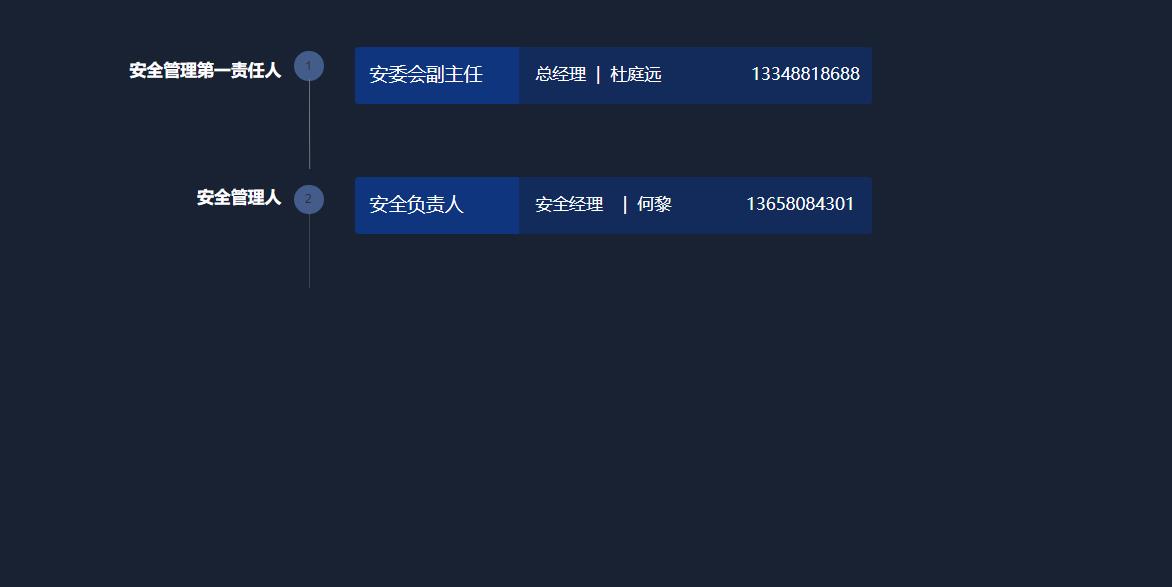 安全管理第一责任人 1 安委会副主任 总经理 | 杜庭远 13348818688
安全管理人 2 安全负责人 安全经理 | 何黎 13658084301